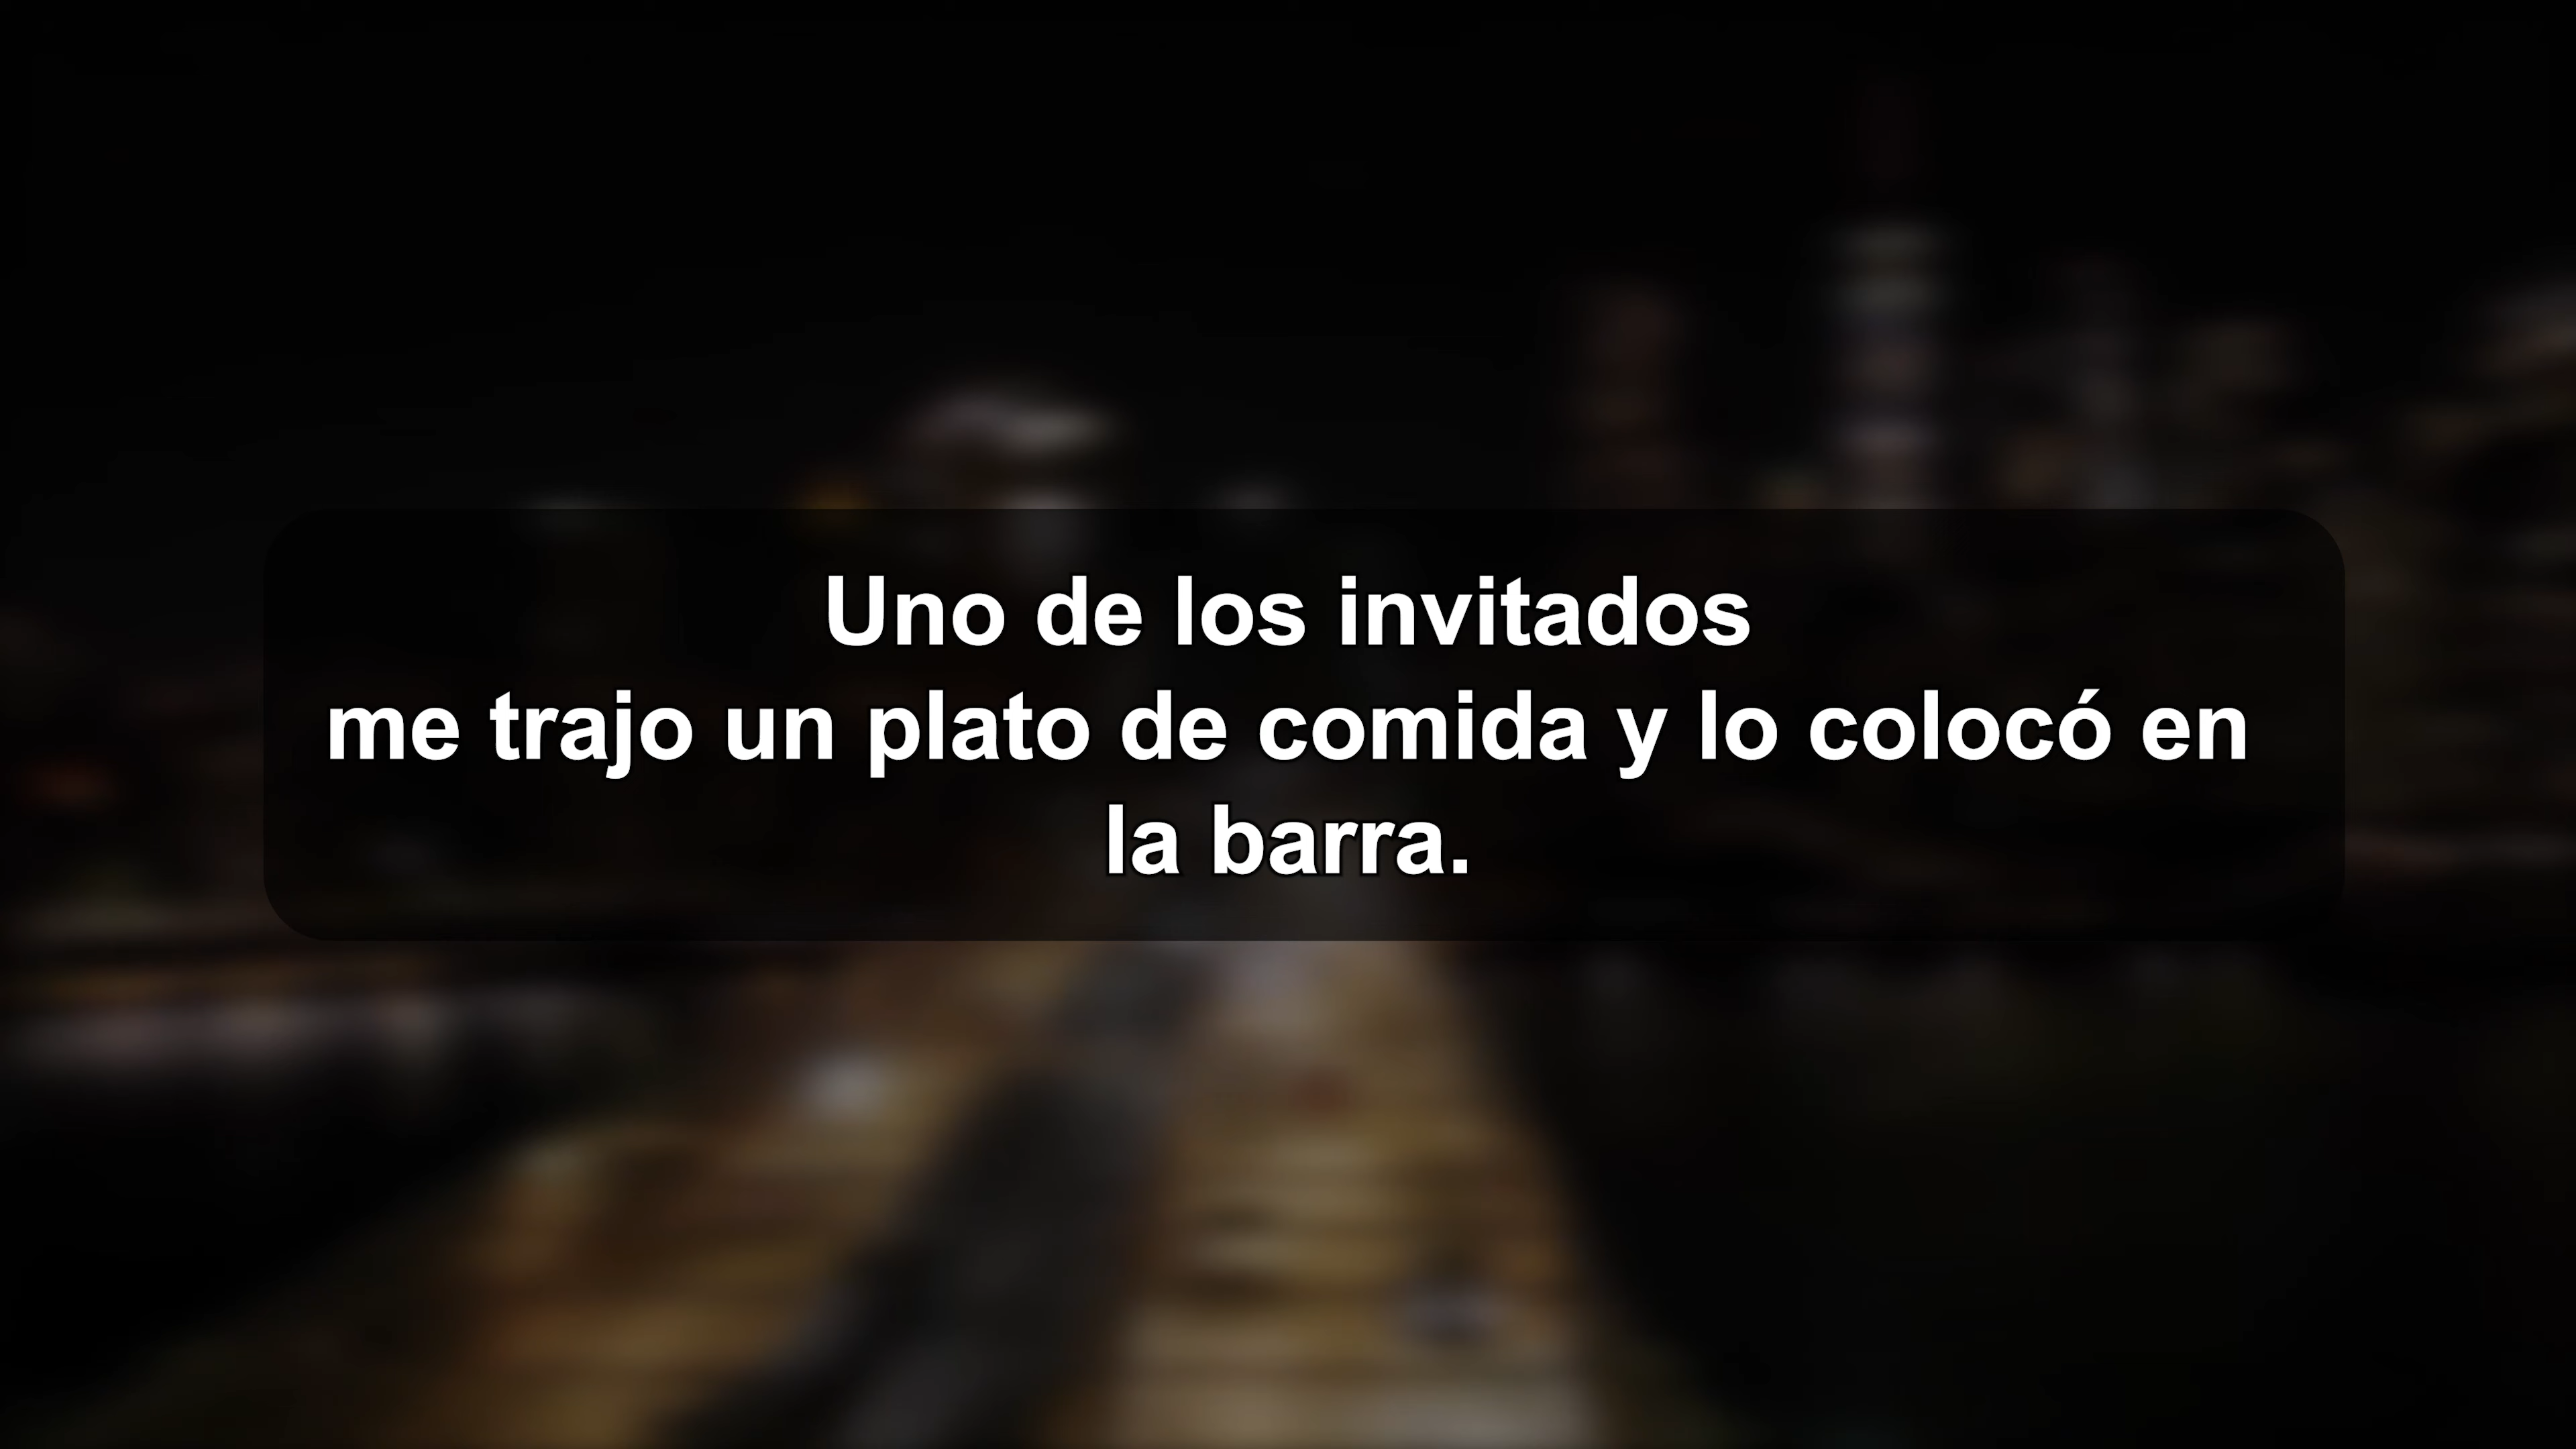 Uno de los invitados
me trajo un plato de comida y lo colocó en
la barra.